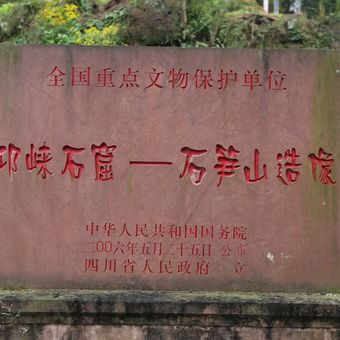 全国重点文物保护单位
邛崃石窟——石笋山造像
中华人民共和国国务院
二〇〇六年五月二十五日 公布
四川省人民政府 立